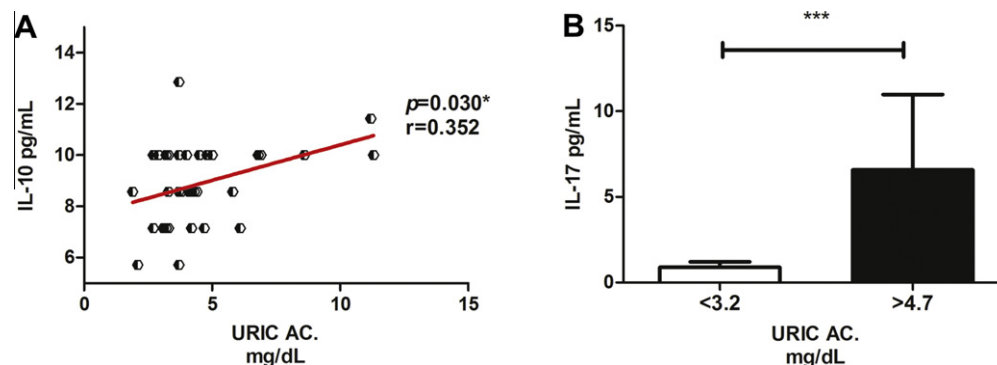 A
IL-10 pg/mL
14
12
10
8
6
0
5
10
15
p=0.030*
r=0.352
URIC AC.
mg/dL
B
***
IL-17 pg/mL
15
10
5
0
<3.2
>4.7
URIC AC.
mg/dL